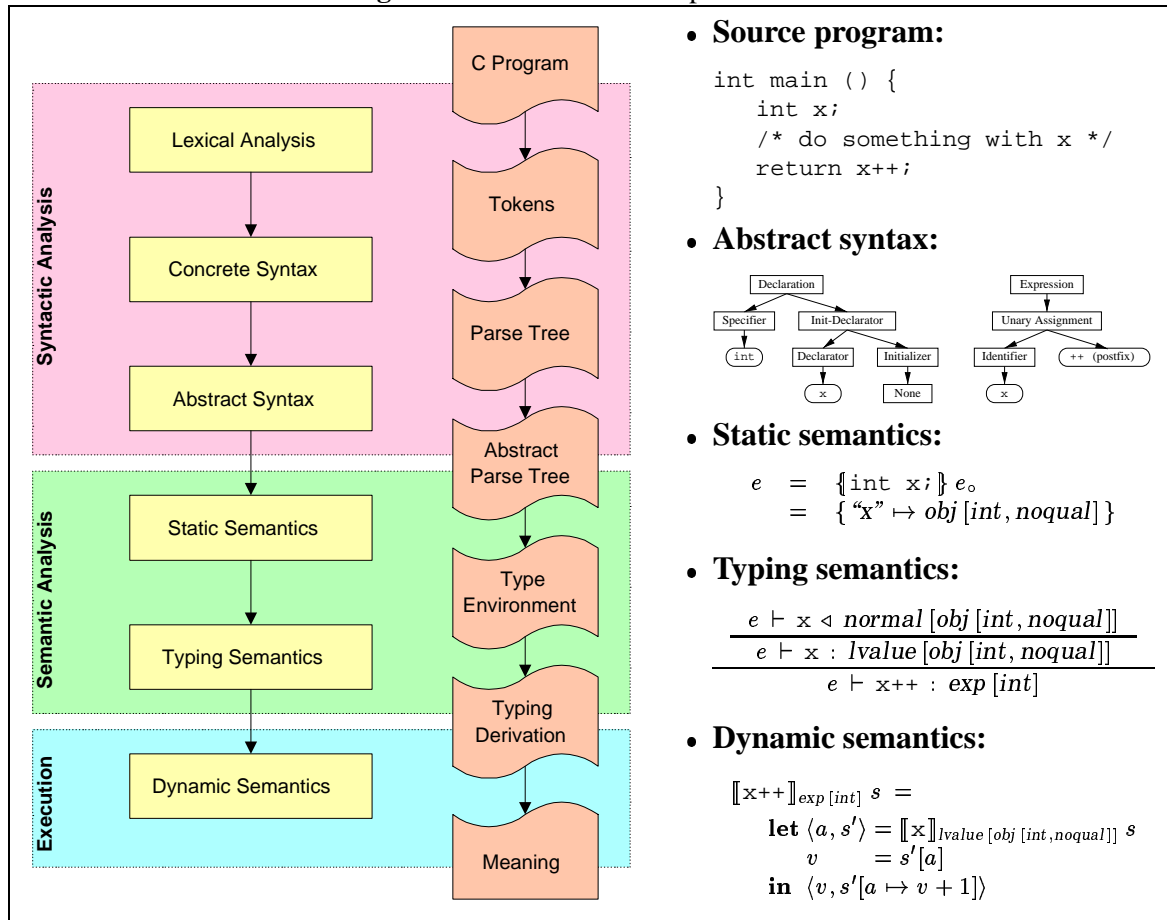 Syntactic Analysis
Lexical Analysis
Concrete Syntax
Abstract Syntax
Semantic Analysis
Static Semantics
Typing Semantics
Execution
Dynamic Semantics
C Program
Tokens
Parse Tree
Abstract
Parse Tree
Type
Environment
Typing
Derivation
Meaning
• Source program:
int main () {
int x;
/* do something with x */
return x++;
}
• Abstract syntax:
Declaration
Specifier
Init-Declarator
int
Declarator
Initializer
x
None
Expression
Unary Assignment
Identifier
++ (postfix)
x
• Static semantics:
e = {[int x;]} e∘
= { “x” ↦ obj [int, noqual] }
• Typing semantics:
e ⊢ x ◃ normal [obj [int, noqual]]
e ⊢ x : lvalue [obj [int, noqual]]
e ⊢ x++ : exp [int]
• Dynamic semantics:
⟦x++⟧exp [int] s =
let ⟨a, s′⟩ = ⟦x⟧lvalue [obj [int,noqual]] s
v = s′[a]
in ⟨v, s′[a ↦ v + 1]⟩